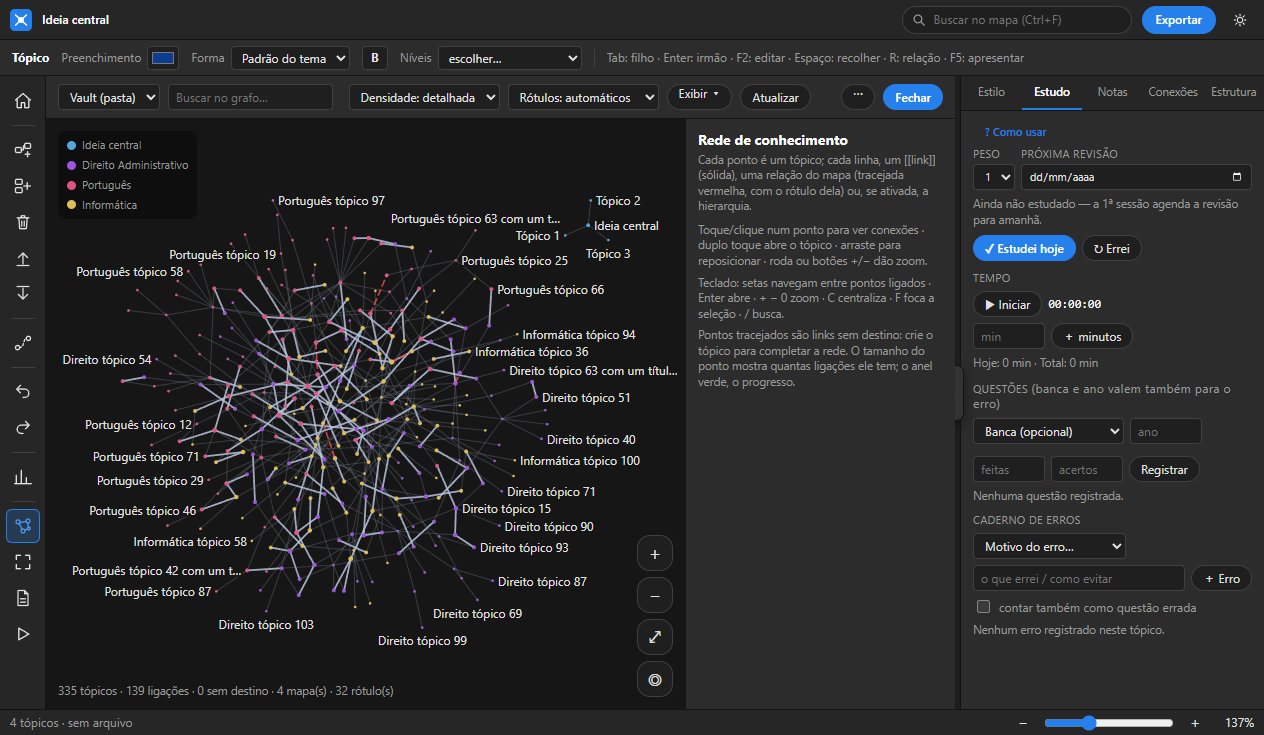 Ideia central
Buscar no mapa (Ctrl+F)
Exportar
Tópico
Preenchimento
Forma
Padrão do tema
B
Níveis
escolher...
Tab: filho · Enter: irmão · F2: editar · Espaço: recolher · R: relação · F5: apresentar
Vault (pasta)
Buscar no grafo...
Densidade: detalhada
Rótulos: automáticos
Exibir
Atualizar
...
Fechar
Ideia central
Direito Administrativo
Português
Informática
Português tópico 97
Tópico 2
Português tópico 63 com um t...
Ideia central
Tópico 1
Português tópico 19
Tópico 3
Português tópico 25
Português tópico 58
Português tópico 66
Informática tópico 94
Informática tópico 36
Direito tópico 54
Direito tópico 63 com um títul...
Direito tópico 51
Português tópico 12
Direito tópico 40
Português tópico 71
Informática tópico 100
Português tópico 29
Direito tópico 71
Português tópico 46
Direito tópico 15
Direito tópico 90
Informática tópico 58
Direito tópico 93
Português tópico 42 com um t...
Direito tópico 87
Português tópico 87
Direito tópico 69
Direito tópico 103
Direito tópico 99
+
−
335 tópicos · 139 ligações · 0 sem destino · 4 mapa(s) · 32 rótulo(s)
Rede de conhecimento
Cada ponto é um tópico; cada linha, um [[link]]
(sólida), uma relação do mapa (tracejada
vermelha, com o rótulo dela) ou, se ativada, a
hierarquia.
Toque/clique num ponto para ver conexões ·
duplo toque abre o tópico · arraste para
reposicionar · roda ou botões +/− dão zoom.
Teclado: setas navegam entre pontos ligados ·
Enter abre · + − 0 zoom · C centraliza · F foca a
seleção · / busca.
Pontos tracejados são links sem destino: crie o
tópico para completar a rede. O tamanho do
ponto mostra quantas ligações ele tem; o anel
verde, o progresso.
Estilo
Estudo
Notas
Conexões
Estrutura
? Como usar
PESO
PRÓXIMA REVISÃO
1
dd/mm/aaaa
Ainda não estudado — a 1ª sessão agenda a revisão
para amanhã.
✓ Estudei hoje
↻ Errei
TEMPO
▶ Iniciar
00:00:00
min
+ minutos
Hoje: 0 min · Total: 0 min
QUESTÕES (banca e ano valem também para o
erro)
Banca (opcional)
ano
feitas
acertos
Registrar
Nenhuma questão registrada.
CADERNO DE ERROS
Motivo do erro...
o que errei / como evitar
+ Erro
contar também como questão errada
Nenhum erro registrado neste tópico.
4 tópicos · sem arquivo
−
+
137%